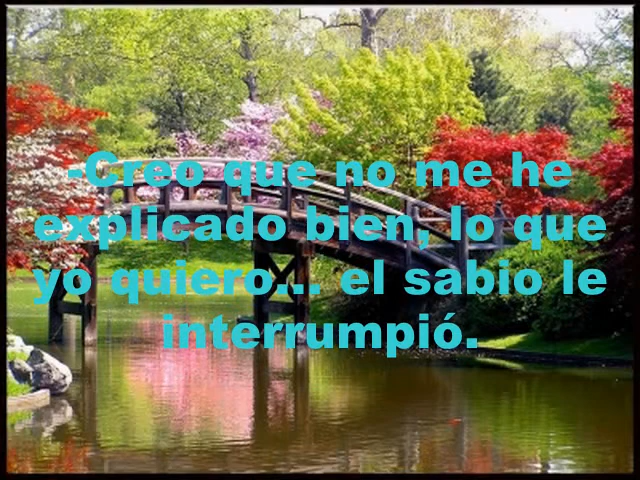 -Creo que no me he
explicado bien, lo que
yo quiero... el sabio le
interrumpió.